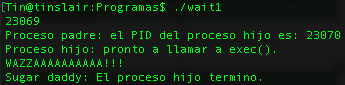 [Tin@tinslair:Programas$ ./wait1
23069
Proceso padre: el PID del proceso hijo es: 23070
Proceso hijo: pronto a llamar a exec().
WAZZAAAAAAAAAA!!!
Sugar daddy: El proceso hijo termino.